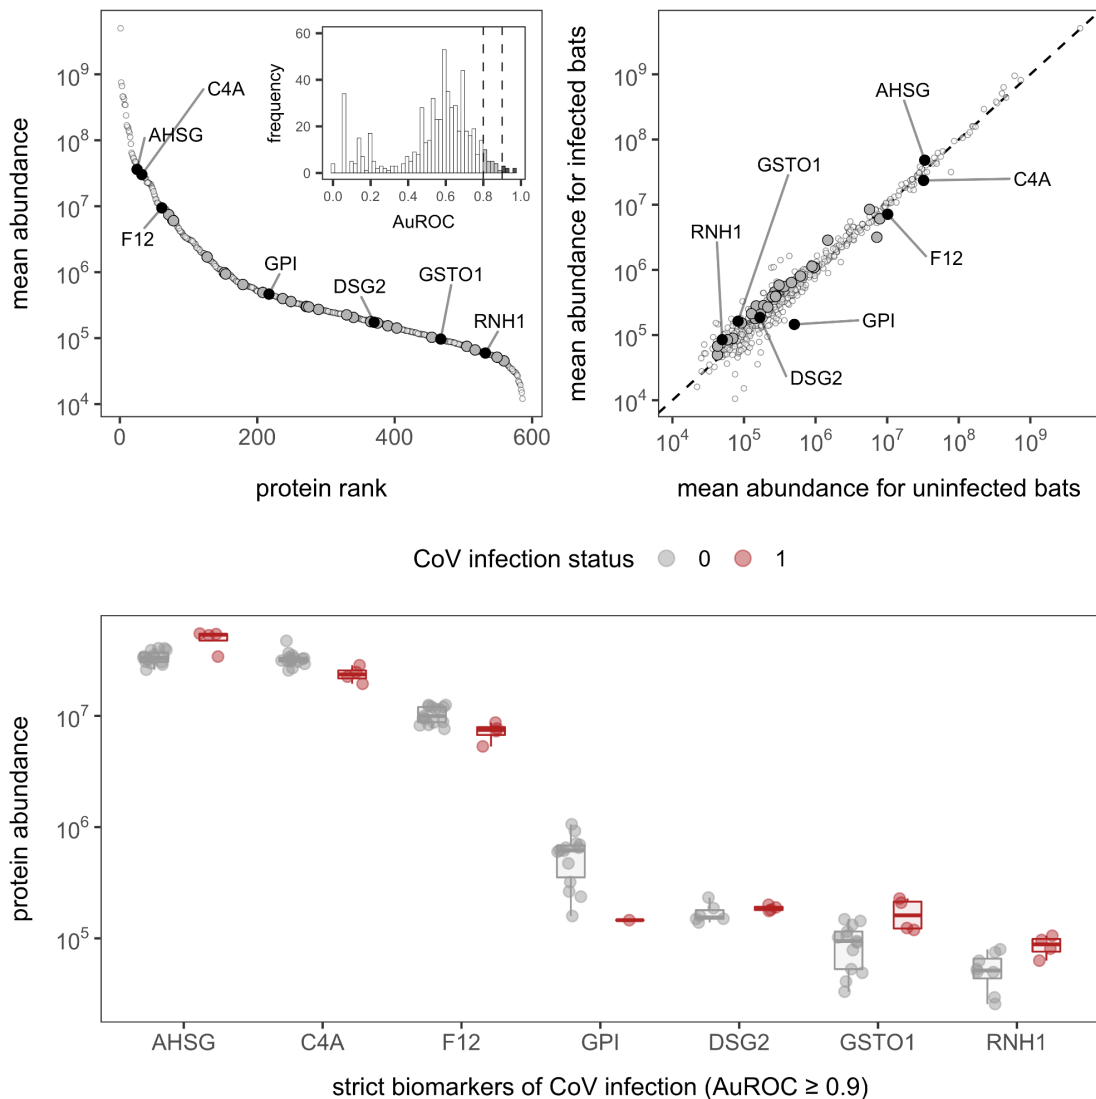 mean abundance
10⁹
10⁸
10⁷
10⁶
10⁵
10⁴
0
200
400
600
protein rank
C4A
AHSG
F12
GPI
DSG2
GSTO1
RNH1
frequency
60
40
20
0
0.0
0.2
0.4
0.6
0.8
1.0
AuROC
mean abundance for infected bats
10⁹
10⁸
10⁷
10⁶
10⁵
10⁴
AHSG
GSTO1
C4A
RNH1
F12
GPI
DSG2
10⁴
10⁵
10⁶
10⁷
10⁸
10⁹
mean abundance for uninfected bats
CoV infection status 0 1
protein abundance
10⁷
10⁶
10⁵
AHSG
C4A
F12
GPI
DSG2
GSTO1
RNH1
strict biomarkers of CoV infection (AuROC ≥ 0.9)